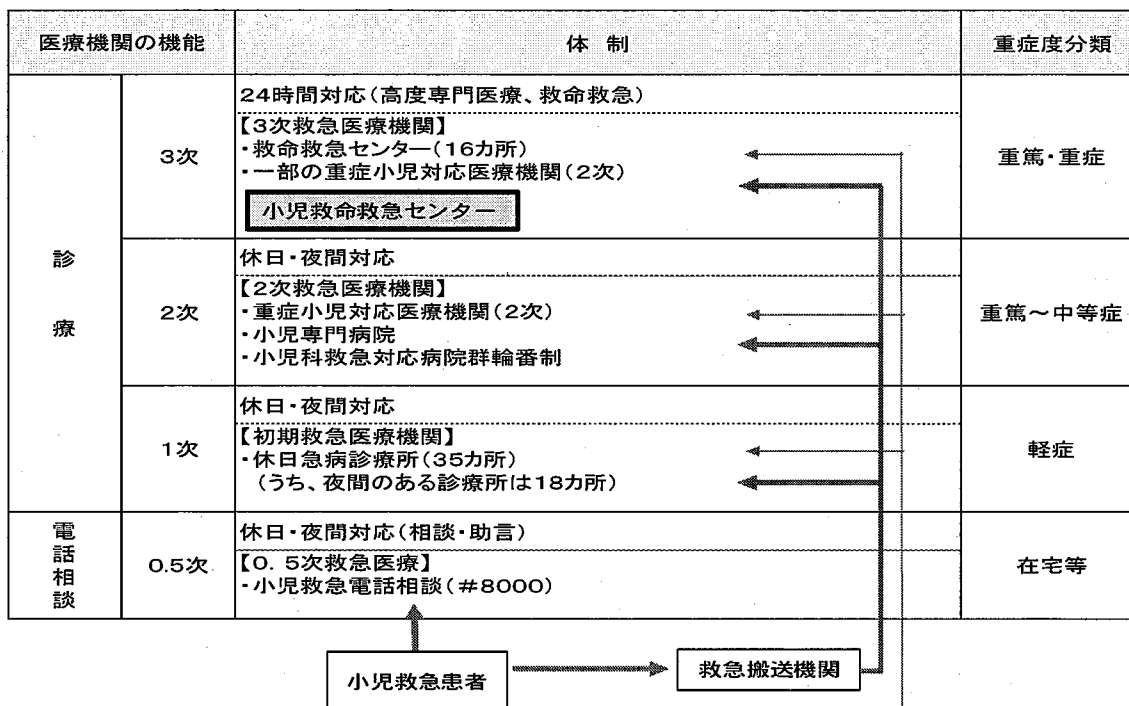 医療機関の機能 体 制 重症度分類
診療
3次
24時間対応(高度専門医療、救命救急)
【3次救急医療機関】
・救命救急センター(16カ所)
・一部の重症小児対応医療機関(2次)
小児救命救急センター
重篤・重症
2次
休日・夜間対応
【2次救急医療機関】
・重症小児対応医療機関(2次)
・小児専門病院
・小児科救急対応病院群輪番制
重篤～中等症
1次
休日・夜間対応
【初期救急医療機関】
・休日急病診療所(35カ所)
(うち、夜間のある診療所は18カ所)
軽症
電話相談
0.5次
休日・夜間対応(相談・助言)
【0．5次救急医療】
・小児救急電話相談(＃8000)
在宅等
小児救急患者
救急搬送機関